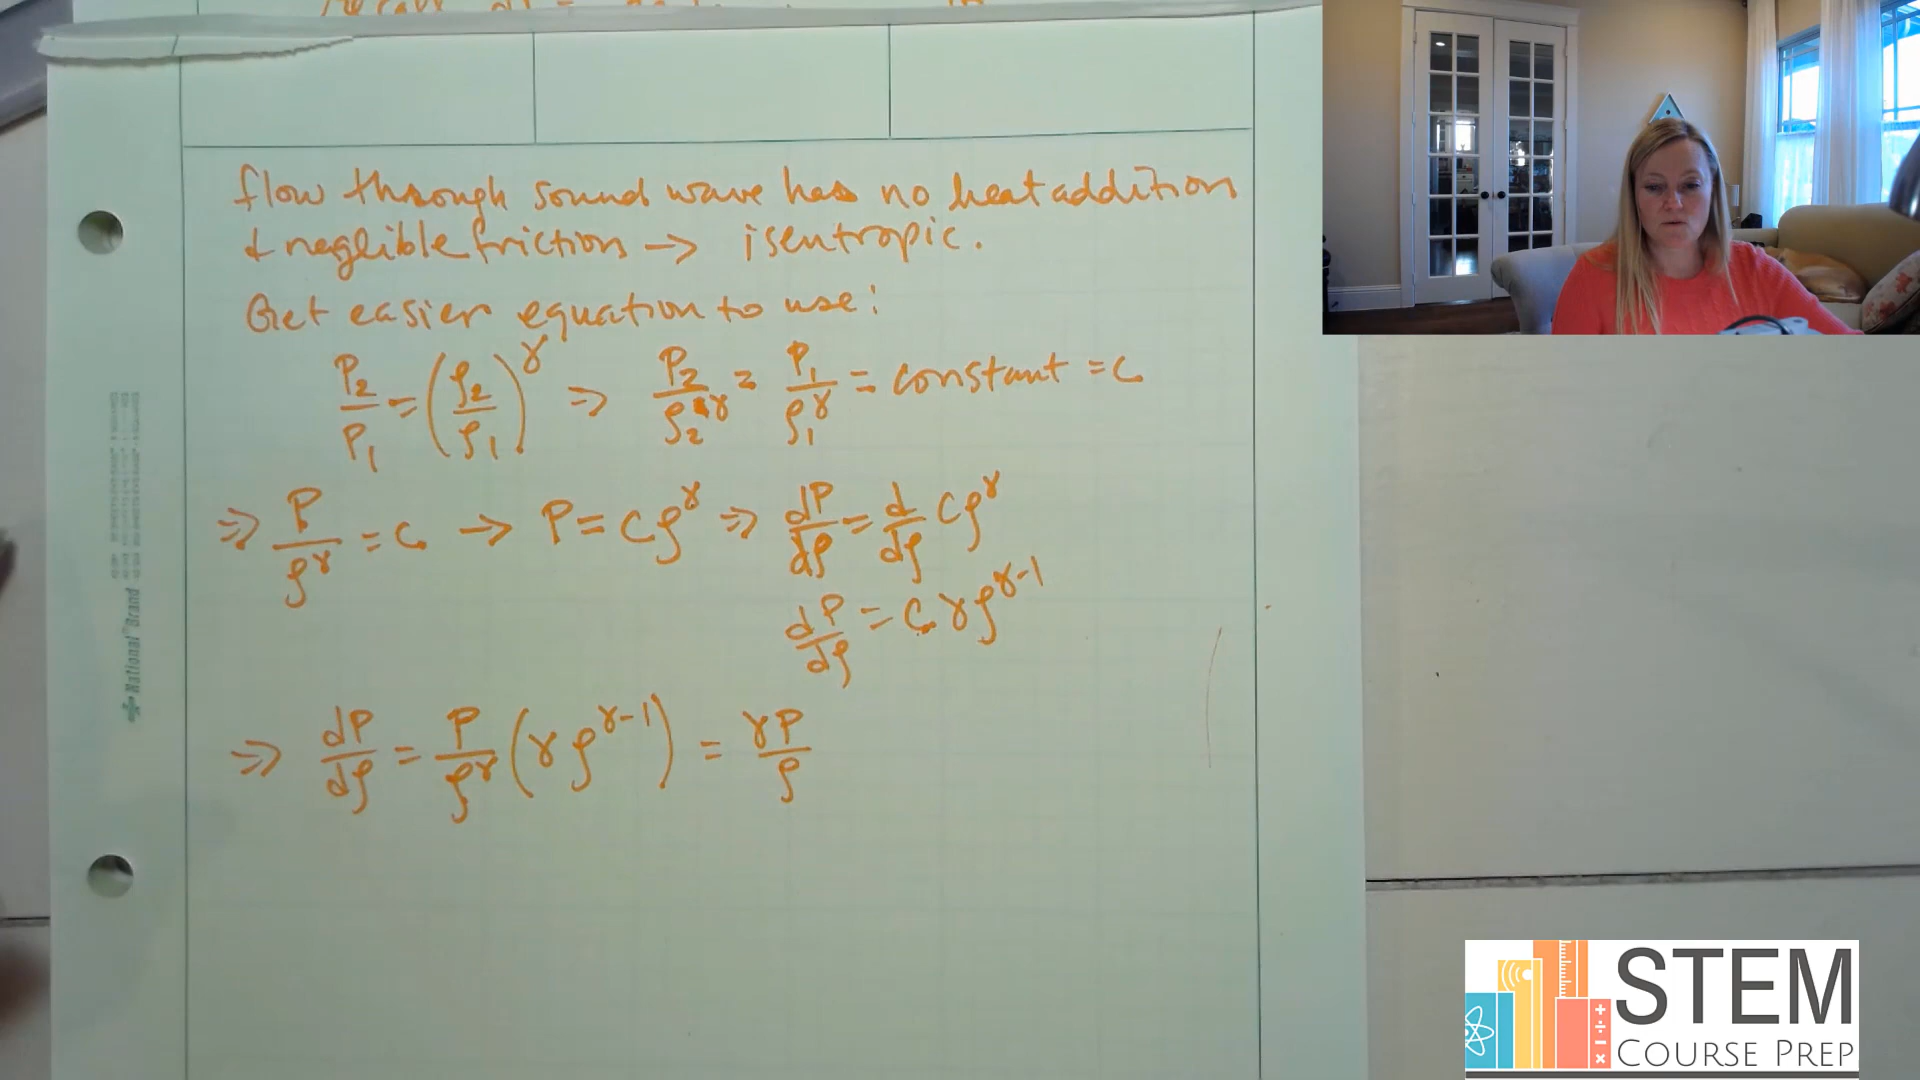 flow through sound wave has no heat addition
& neglible friction → isentropic.
Get easier equation to use:
P₂/P₁ = (ρ₂/ρ₁)^γ ⇒ P₂/ρ₂^γ = P₁/ρ₁^γ = constant = c
⇒ P/ρ^γ = c → P = Cρ^γ ⇒ dP/dρ = d/dρ Cρ^γ
dP/dρ = Cγρ^(γ-1)
⇒ dP/dρ = P/ρ^γ (γρ^(γ-1)) = γP/ρ
STEM
COURSE PREP